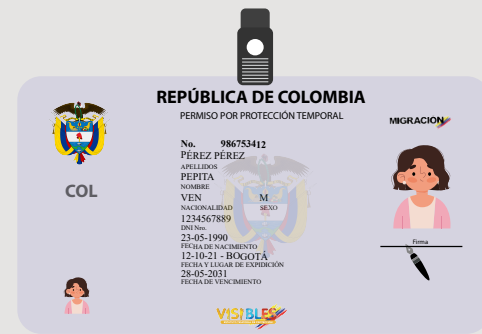 REPÚBLICA DE COLOMBIA
PERMISO POR PROTECCIÓN TEMPORAL
MIGRACION
No. 986753412
PÉREZ PÉREZ
APELLIDOS
PEPITA
NOMBRE
COL
VEN M
NACIONALIDAD SEXO
1234567889
DNI Nro.
23-05-1990
FECHA DE NACIMIENTO
12-10-21 - BOGOTÁ
FECHA Y LUGAR DE EXPIDICIÓN
28-05-2031
FECHA DE VENCIMIENTO
Firma
VISIBLES